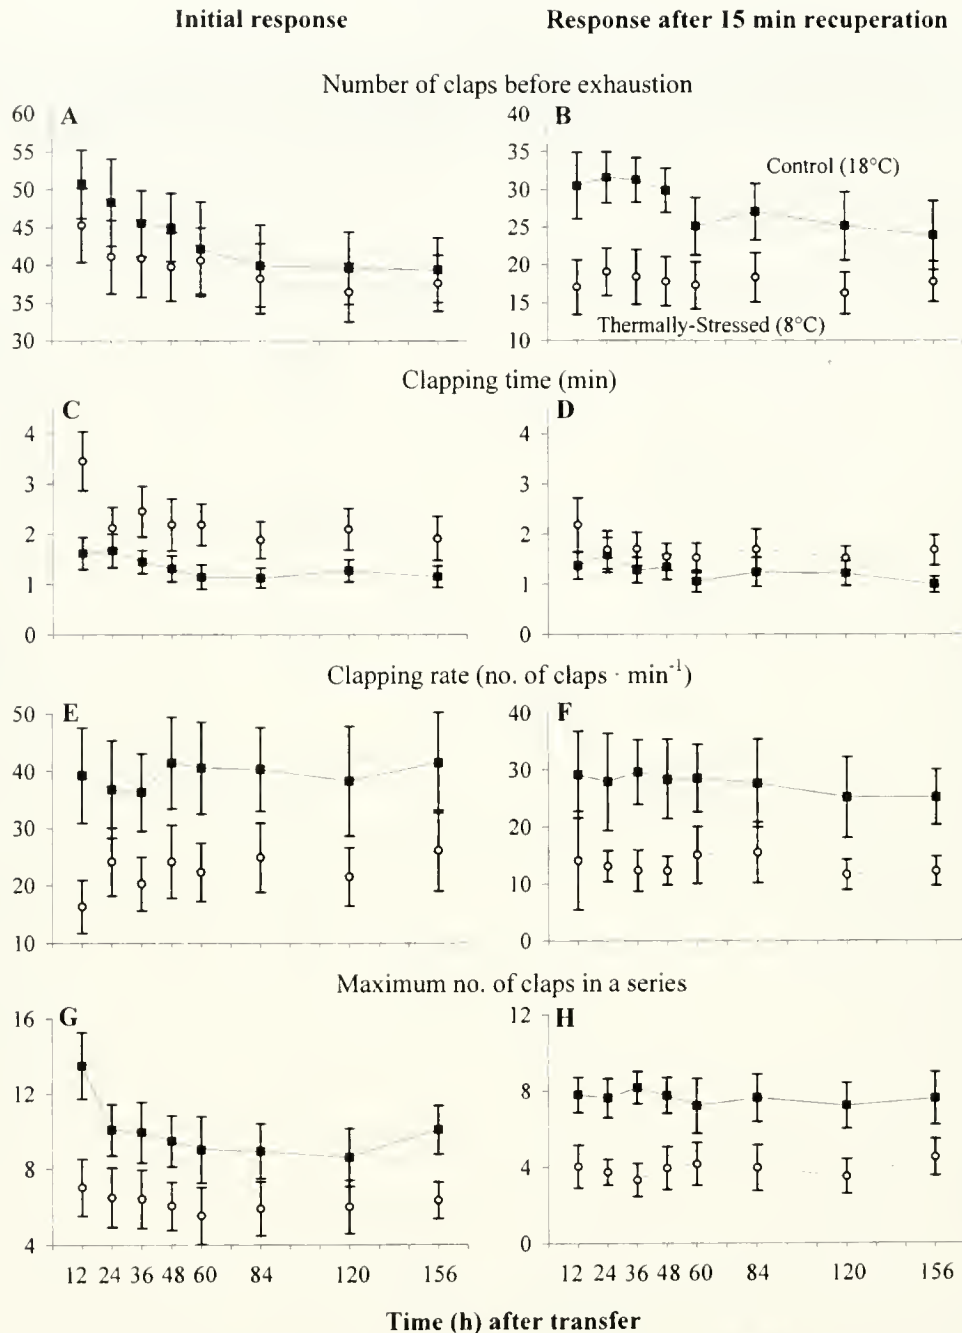 Initial response
Response after 15 min recuperation
Number of claps before exhaustion
A
60
55
50
45
40
35
30
B
40
35
30
25
20
15
10
Control (18°C)
Thermally-Stressed (8°C)
Clapping time (min)
C
4
3
2
1
0
D
4
3
2
1
0
Clapping rate (no. of claps · min⁻¹)
E
50
40
30
20
10
F
40
30
20
10
0
Maximum no. of claps in a series
G
16
12
8
4
H
12
8
4
0
12 24 36 48 60 84 120 156
12 24 36 48 60 84 120 156
Time (h) after transfer